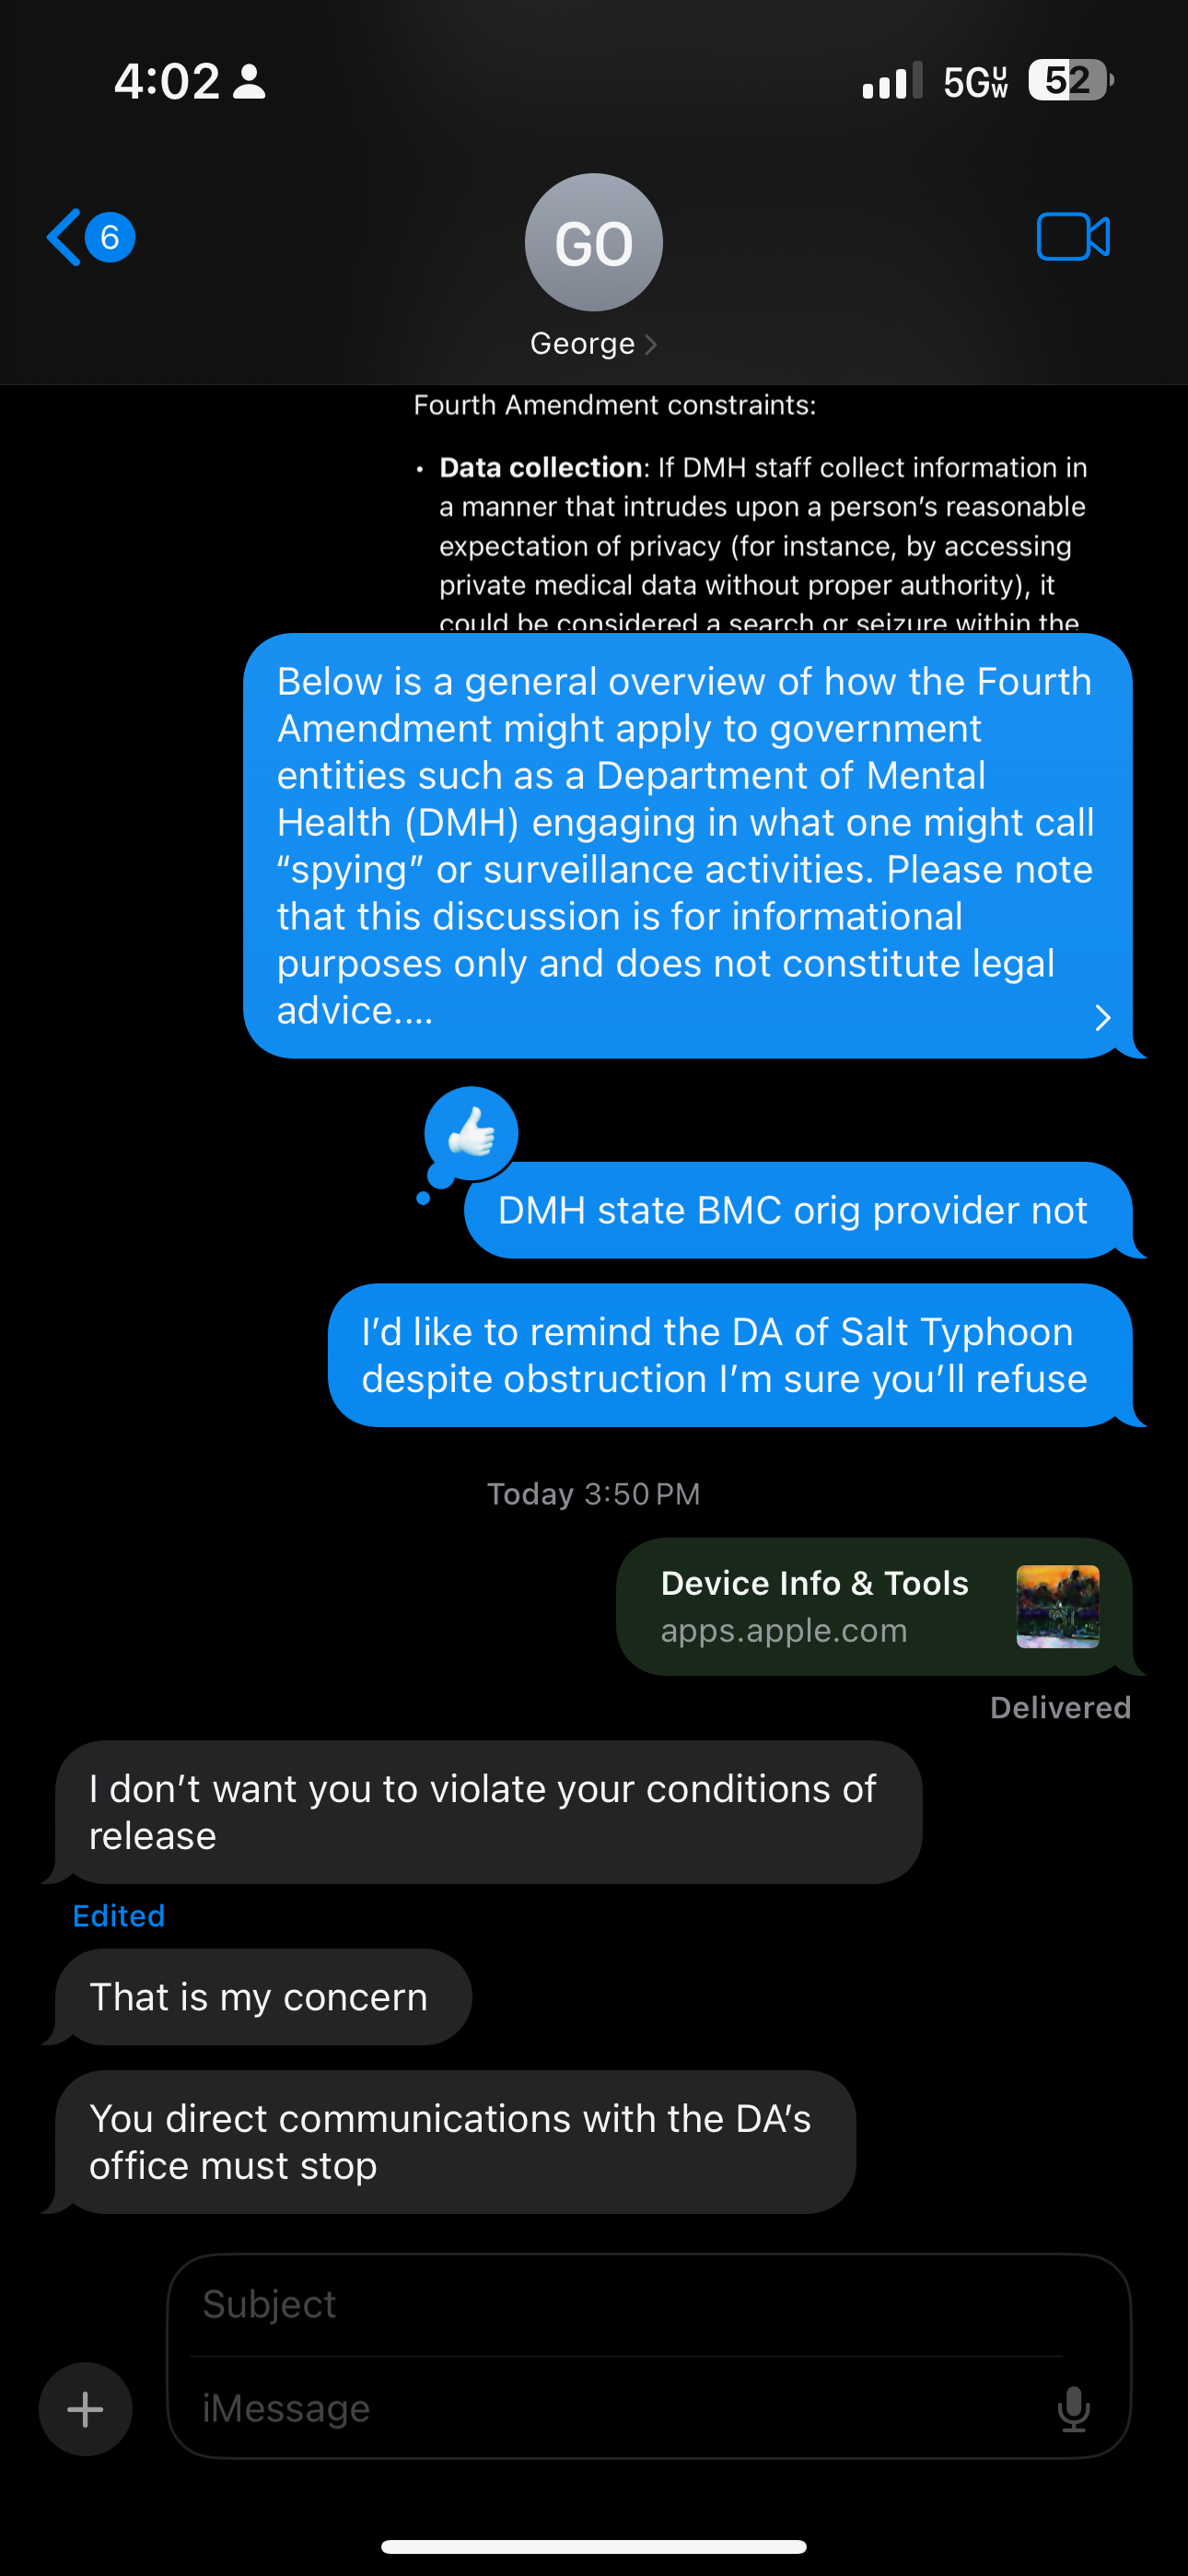 4:02
5GUW
52
6
GO
George
Fourth Amendment constraints:
• Data collection: If DMH staff collect information in
a manner that intrudes upon a person’s reasonable
expectation of privacy (for instance, by accessing
private medical data without proper authority), it
could be considered a search or seizure within the
Below is a general overview of how the Fourth
Amendment might apply to government
entities such as a Department of Mental
Health (DMH) engaging in what one might call
“spying” or surveillance activities. Please note
that this discussion is for informational
purposes only and does not constitute legal
advice....
DMH state BMC orig provider not
I’d like to remind the DA of Salt Typhoon
despite obstruction I’m sure you’ll refuse
Today 3:50 PM
Device Info & Tools
apps.apple.com
Delivered
I don’t want you to violate your conditions of
release
Edited
That is my concern
You direct communications with the DA’s
office must stop
Subject
iMessage